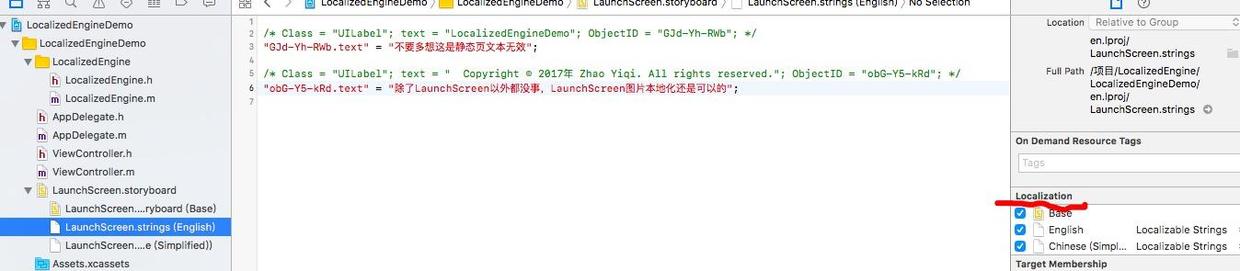 LocalizedEngineDemo
LocalizedEngineDemo
LocalizedEngine
LocalizedEngine.h
LocalizedEngine.m
AppDelegate.h
AppDelegate.m
ViewController.h
ViewController.m
LaunchScreen.storyboard
LaunchScreen....ryboard (Base)
LaunchScreen.strings (English)
LaunchScreen....e (Simplified))
Assets.xcassets
LocalizedEngineDemo LocalizedEngineDemo LaunchScreen.storyboard LaunchScreen.strings (English) No Selection
1
2 /* Class = "UILabel"; text = "LocalizedEngineDemo"; ObjectID = "GJd-Yh-RWb"; */
3 "GJd-Yh-RWb.text" = "不要多想这是静态页文本无效";
4
5 /* Class = "UILabel"; text = "  Copyright © 2017年 Zhao Yiqi. All rights reserved."; ObjectID = "obG-Y5-kRd"; */
6 "obG-Y5-kRd.text" = "除了LaunchScreen以外都没事, LaunchScreen图片本地化还是可以的";
7
Location Relative to Group
en.lproj/
LaunchScreen.strings
Full Path /项目/LocalizedEngine/
LocalizedEngineDemo/
en.lproj/
LaunchScreen.strings
On Demand Resource Tags
Tags
Localization
Base
English Localizable Strings
Chinese (Simpl... Localizable Strings
Target Membership